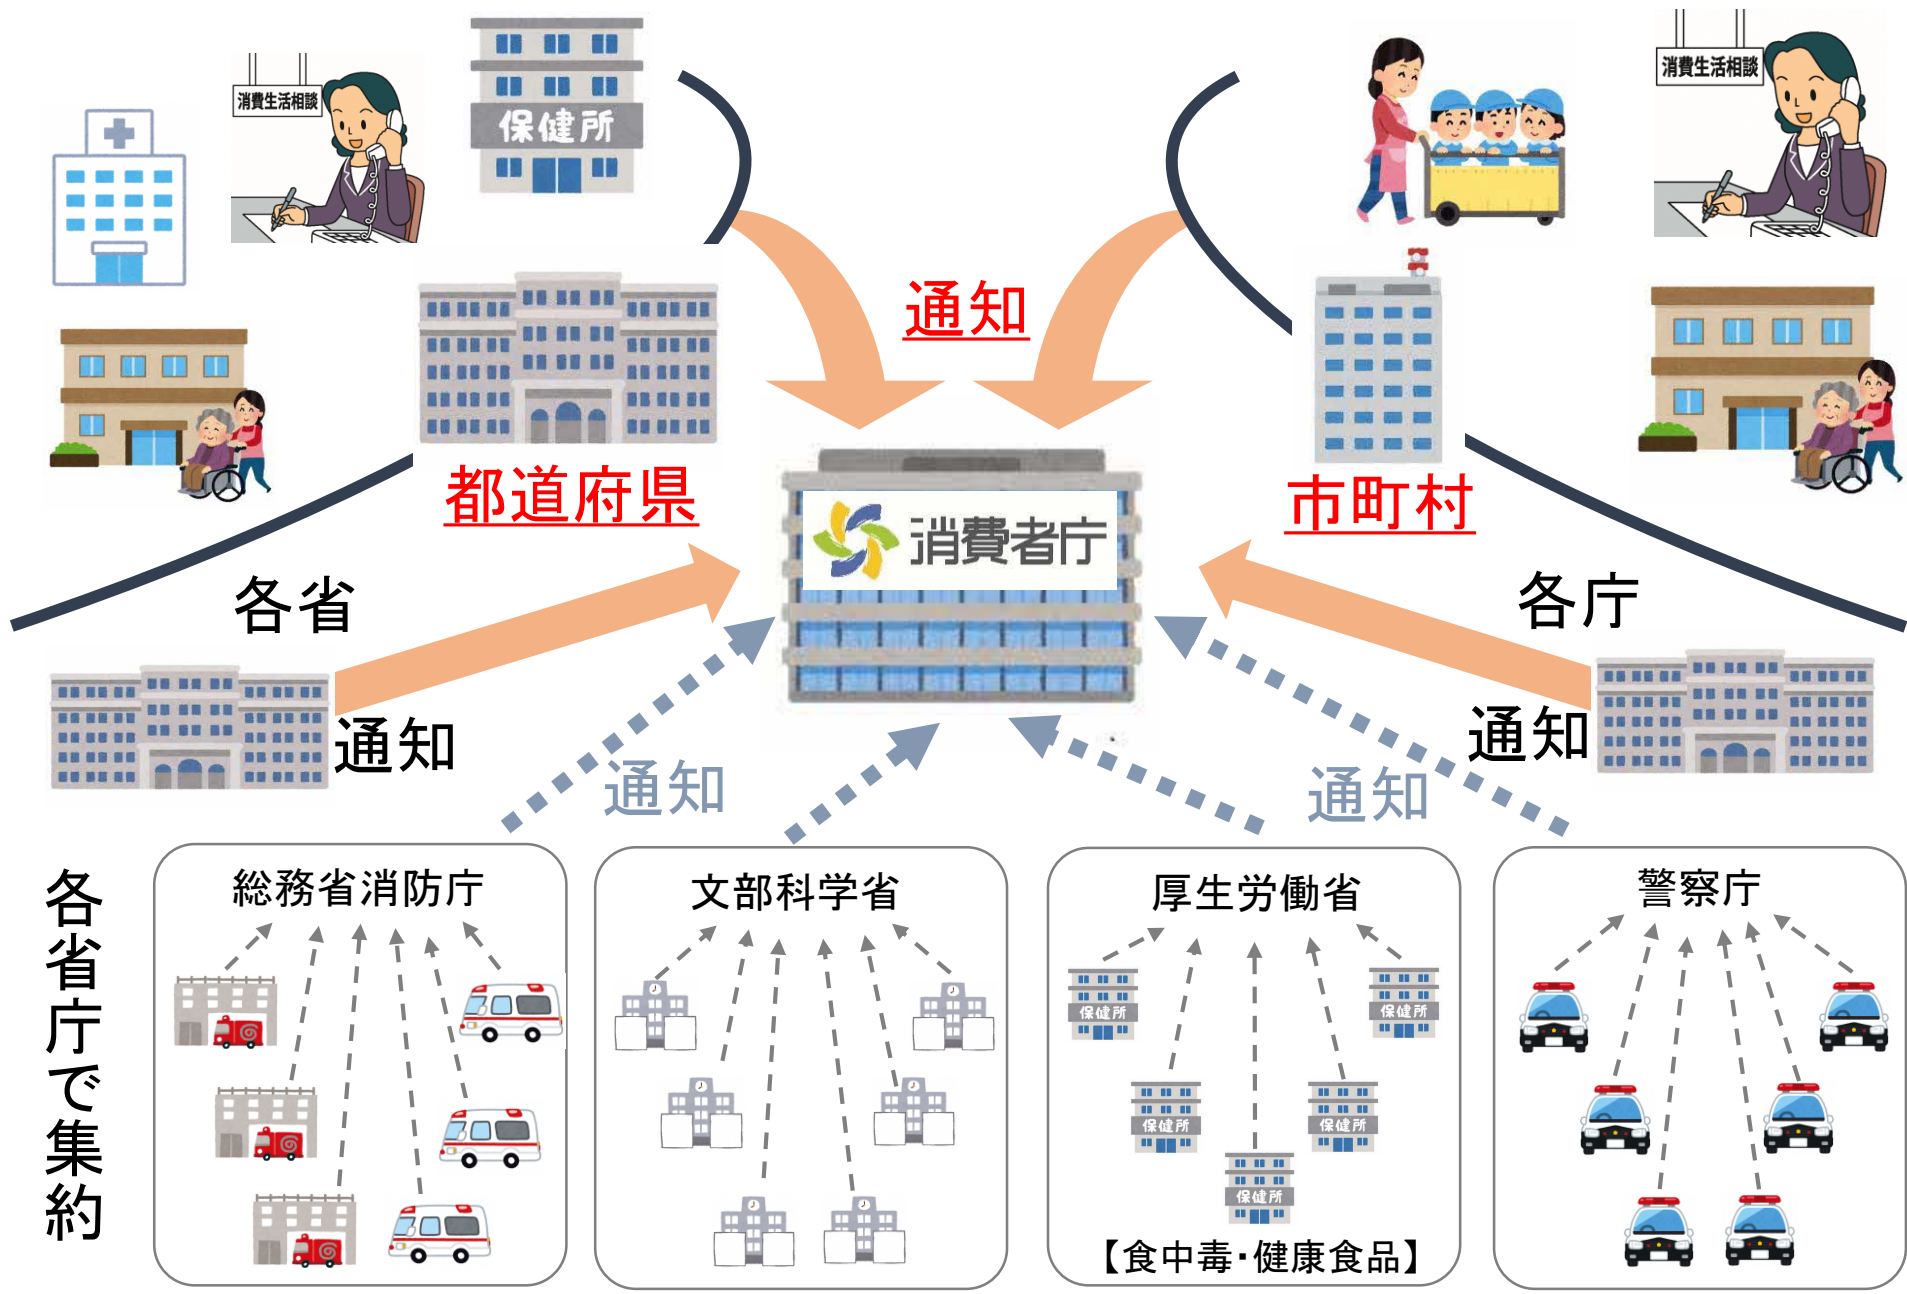 消費生活相談
保健所
消費生活相談
通知
都道府県
市町村
消費者庁
各省
各庁
通知
通知
通知
通知
各省庁で集約
総務省消防庁
文部科学省
厚生労働省
警察庁
保健所
保健所
保健所
保健所
保健所
【食中毒・健康食品】